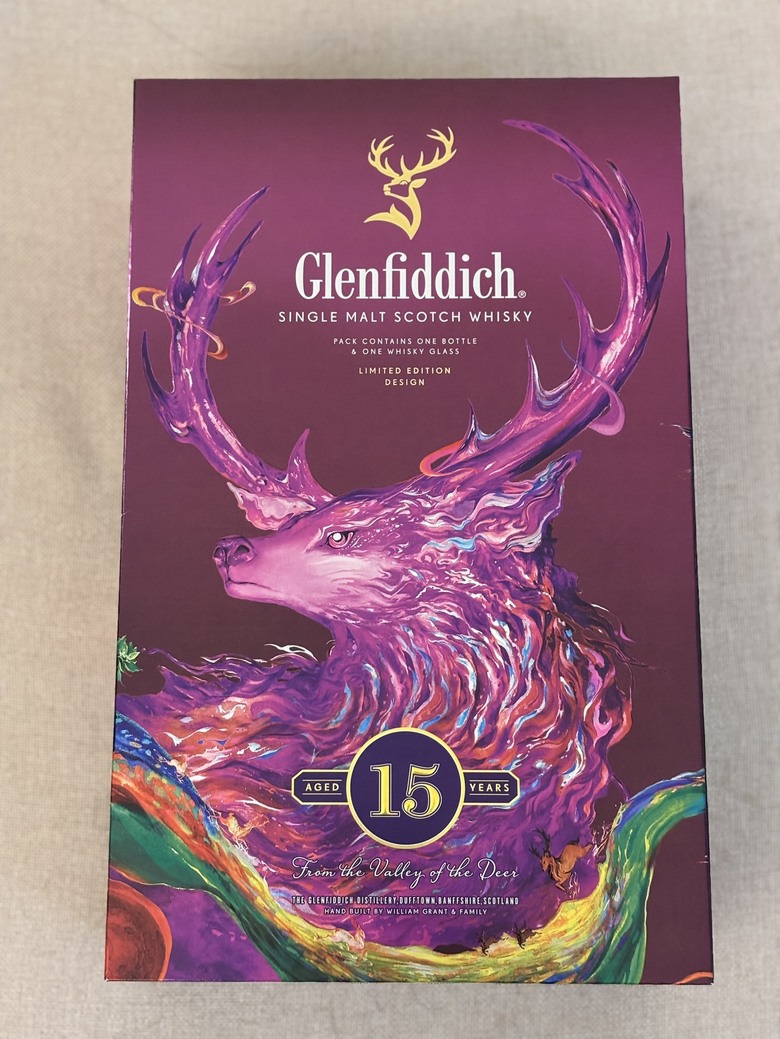 Glenfiddich®
SINGLE MALT SCOTCH WHISKY
PACK CONTAINS ONE BOTTLE
& ONE WHISKY GLASS
LIMITED EDITION
DESIGN
AGED 15 YEARS
From the Valley of the Deer
THE GLENFIDDICH DISTILLERY, DUFFTOWN, BANFFSHIRE, SCOTLAND
HAND BUILT BY WILLIAM GRANT & FAMILY